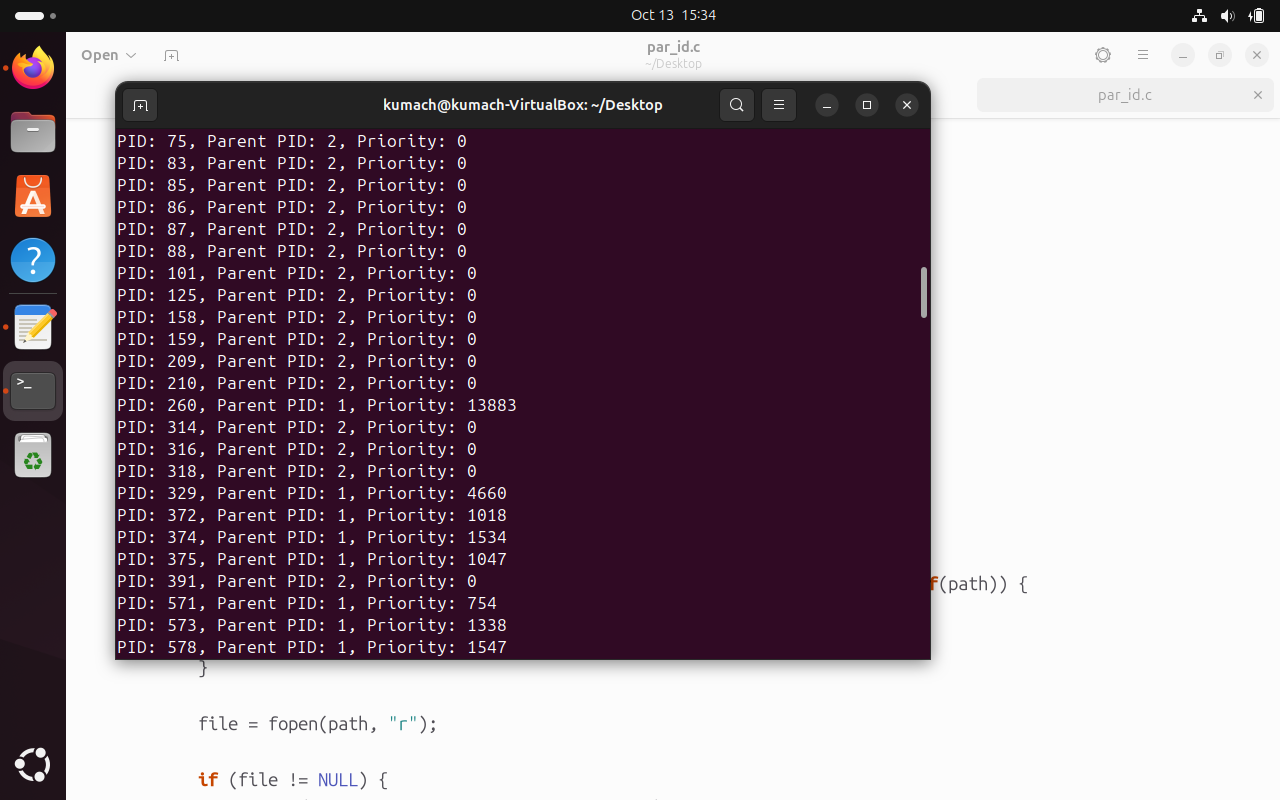 Oct 13 15:34
Open
par_id.c
~/Desktop
par_id.c
kumach@kumach-VirtualBox: ~/Desktop
PID: 75, Parent PID: 2, Priority: 0
PID: 83, Parent PID: 2, Priority: 0
PID: 85, Parent PID: 2, Priority: 0
PID: 86, Parent PID: 2, Priority: 0
PID: 87, Parent PID: 2, Priority: 0
PID: 88, Parent PID: 2, Priority: 0
PID: 101, Parent PID: 2, Priority: 0
PID: 125, Parent PID: 2, Priority: 0
PID: 158, Parent PID: 2, Priority: 0
PID: 159, Parent PID: 2, Priority: 0
PID: 209, Parent PID: 2, Priority: 0
PID: 210, Parent PID: 2, Priority: 0
PID: 260, Parent PID: 1, Priority: 13883
PID: 314, Parent PID: 2, Priority: 0
PID: 316, Parent PID: 2, Priority: 0
PID: 318, Parent PID: 2, Priority: 0
PID: 329, Parent PID: 1, Priority: 4660
PID: 372, Parent PID: 1, Priority: 1018
PID: 374, Parent PID: 1, Priority: 1534
PID: 375, Parent PID: 1, Priority: 1047
PID: 391, Parent PID: 2, Priority: 0
PID: 571, Parent PID: 1, Priority: 754
PID: 573, Parent PID: 1, Priority: 1338
PID: 578, Parent PID: 1, Priority: 1547
f(path)) {
}
file = fopen(path, "r");
if (file != NULL) {